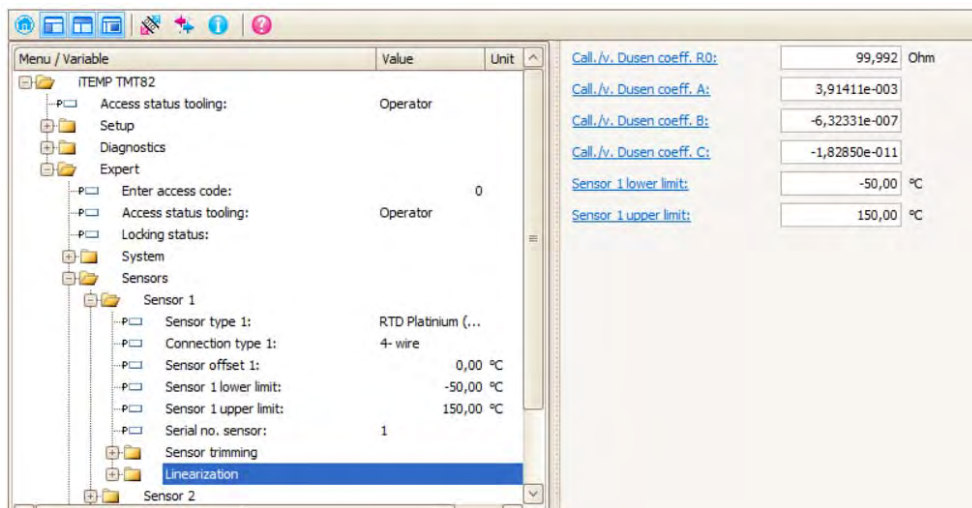 Menu / Variable Value Unit
iTEMP TMT82
Access status tooling: Operator
Setup
Diagnostics
Expert
Enter access code: 0
Access status tooling: Operator
Locking status:
System
Sensors
Sensor 1
Sensor type 1: RTD Platinium (...
Connection type 1: 4- wire
Sensor offset 1: 0,00 °C
Sensor 1 lower limit: -50,00 °C
Sensor 1 upper limit: 150,00 °C
Serial no. sensor: 1
Sensor trimming
Linearization
Sensor 2
Call./v. Dusen coeff. R0: 99,992 Ohm
Call./v. Dusen coeff. A: 3,91411e-003
Call./v. Dusen coeff. B: -6,32331e-007
Call./v. Dusen coeff. C: -1,82850e-011
Sensor 1 lower limit: -50,00 °C
Sensor 1 upper limit: 150,00 °C